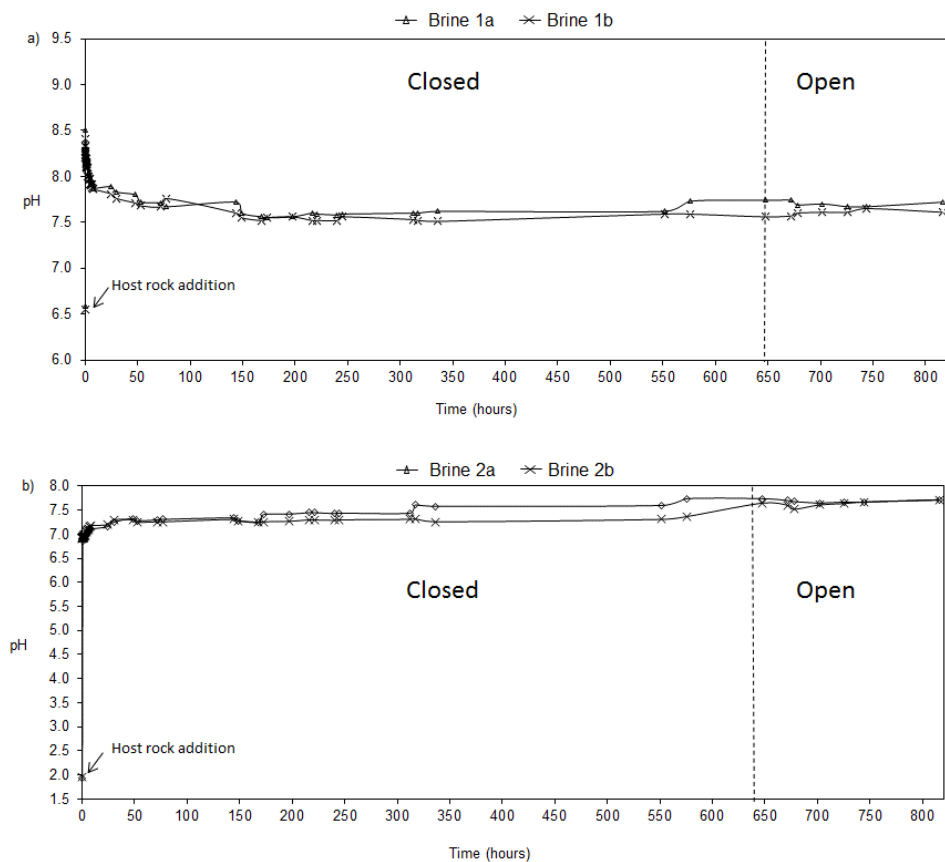 Brine 1a Brine 1b
a)
9.5
Closed Open
9.0
8.5
8.0
pH
7.5
7.0
Host rock addition
6.5
6.0
0 50 100 150 200 250 300 350 400 450 500 550 600 650 700 750 800
Time (hours)
Brine 2a Brine 2b
b)
8.0
7.5
7.0
6.5
6.0
Closed Open
5.5
5.0
pH
4.5
4.0
3.5
3.0
2.5
Host rock addition
2.0
1.5
0 50 100 150 200 250 300 350 400 450 500 550 600 650 700 750 800
Time (hours)